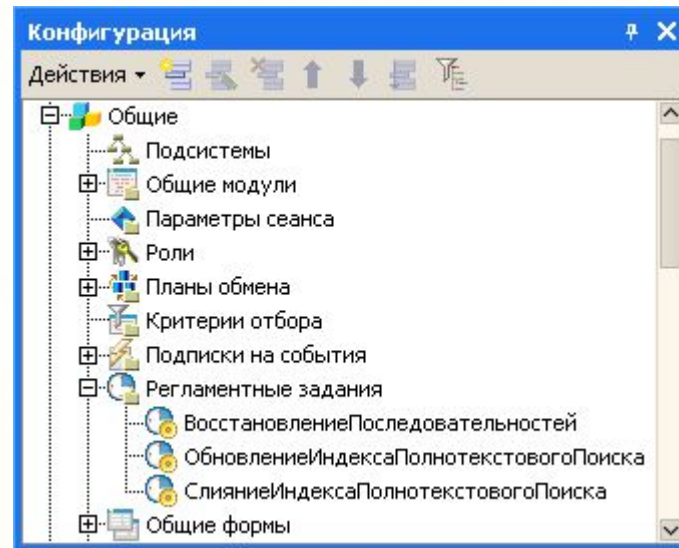 Конфигурация
Действия
Общие
Подсистемы
Общие модули
Параметры сеанса
Роли
Планы обмена
Критерии отбора
Подписки на события
Регламентные задания
ВосстановлениеПоследовательностей
ОбновлениеИндексаПолнотекстовогоПоиска
СлияниеИндексаПолнотекстовогоПоиска
Общие формы